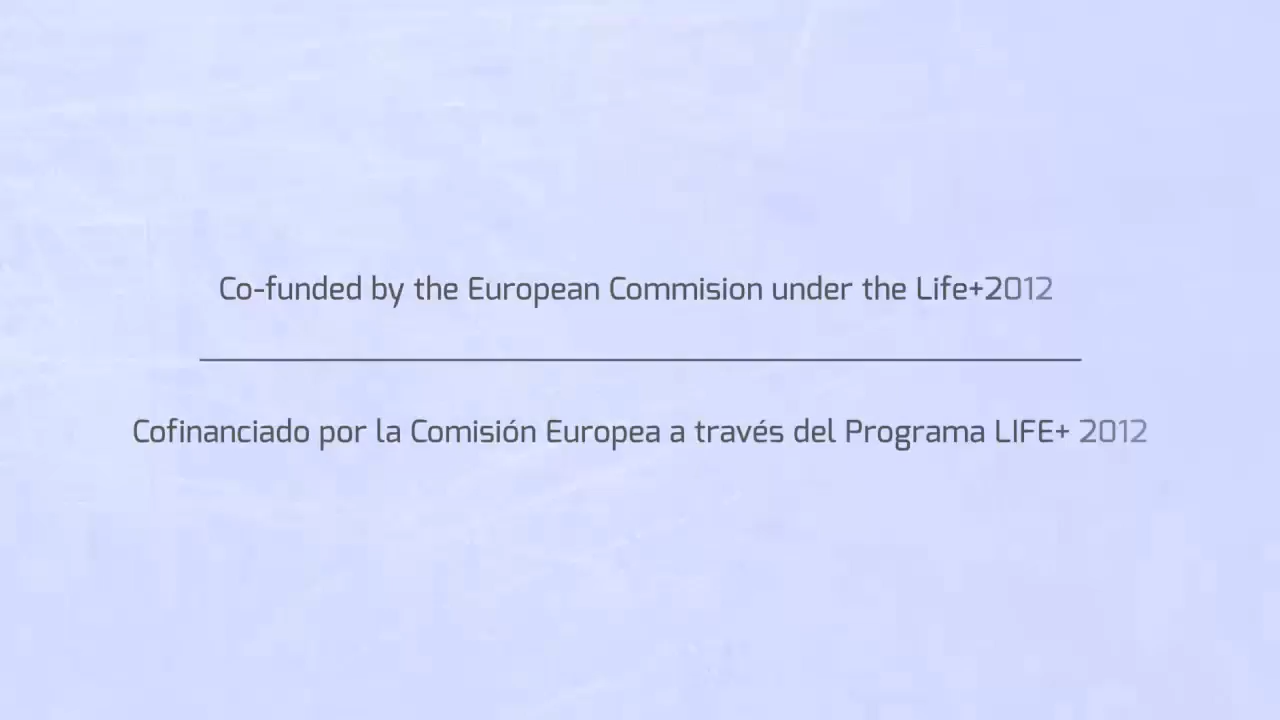 Co-funded by the European Commision under the Life+2012
Cofinanciado por la Comisión Europea a través del Programa LIFE+ 2012